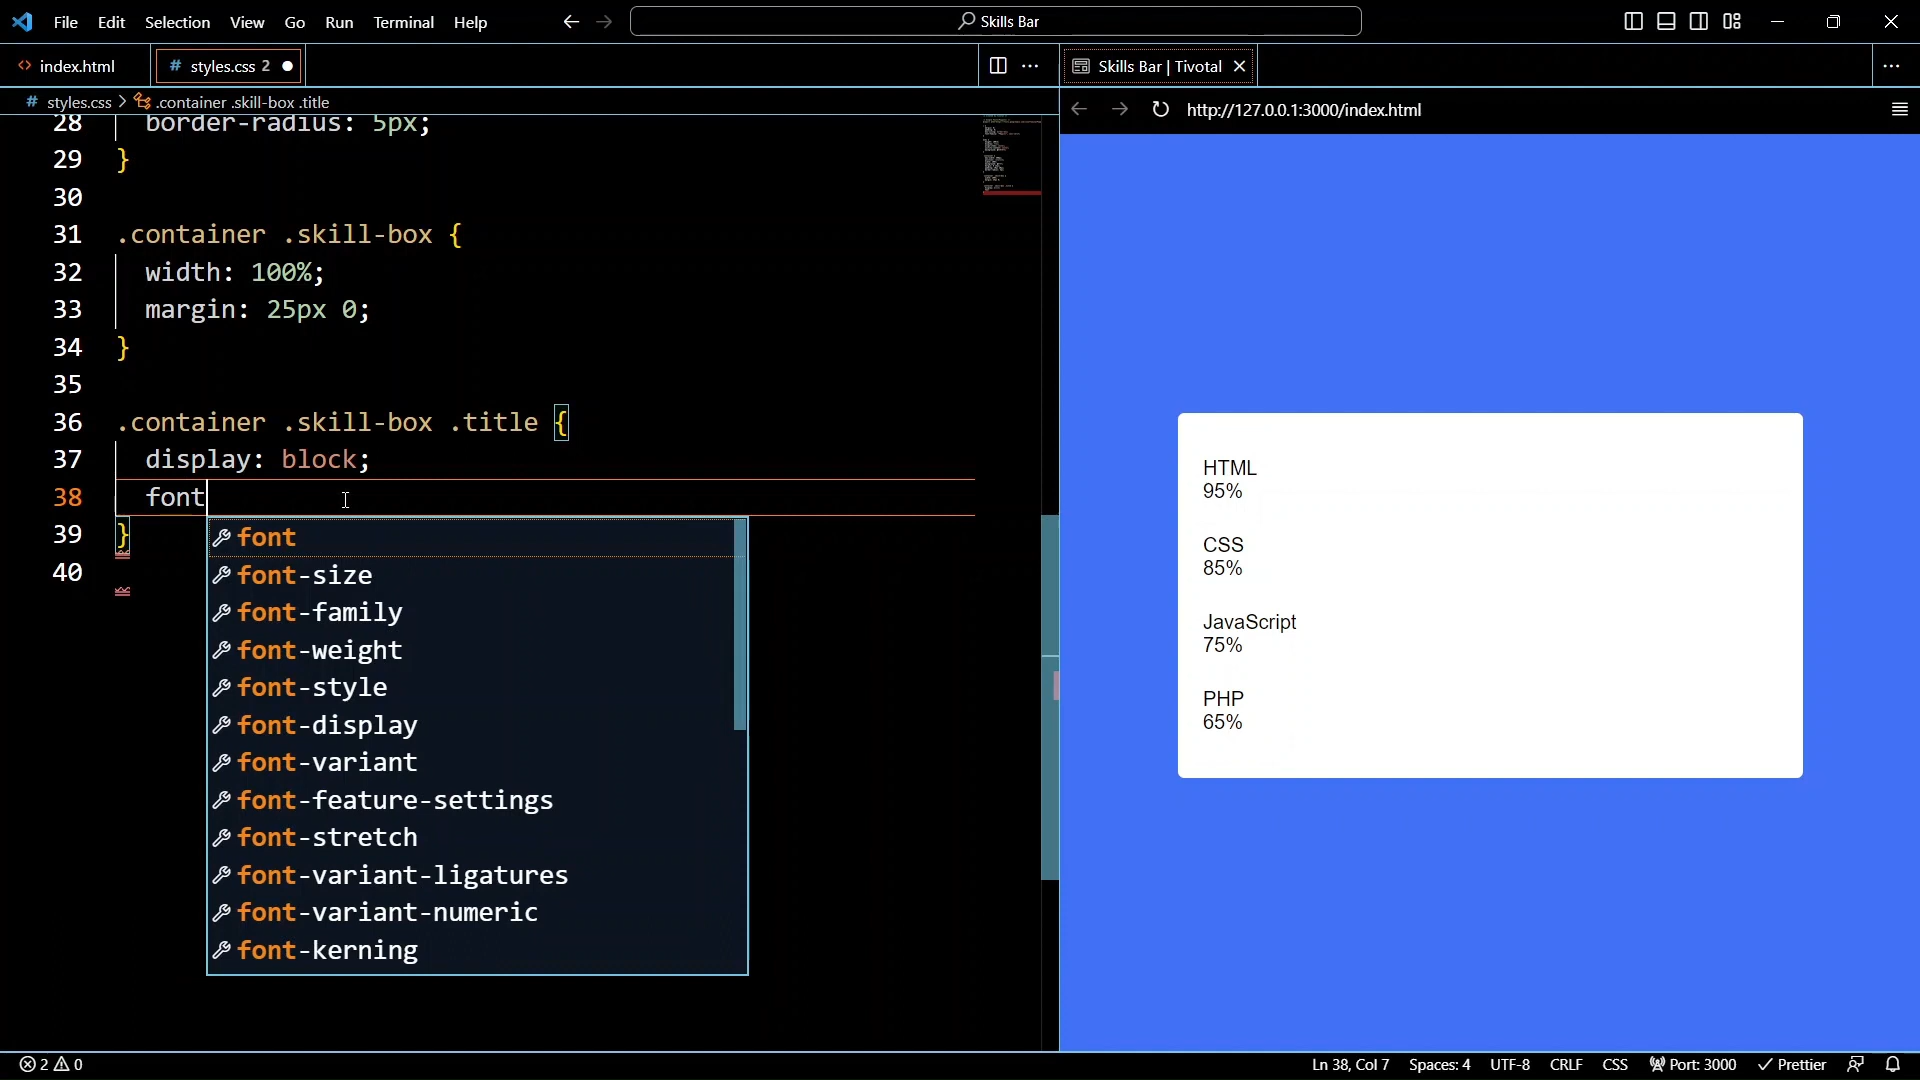 File Edit Selection View Go Run Terminal Help
Skills Bar
index.html
# styles.css 2
Skills Bar | Tivotal
# styles.css > .container .skill-box .title
http://127.0.0.1:3000/index.html
28 border-radius: 5px;
29 }
30
31 .container .skill-box {
32 width: 100%;
33 margin: 25px 0;
34 }
35
36 .container .skill-box .title {
37 display: block;
38 font
39 }
40
font
font-size
font-family
font-weight
font-style
font-display
font-variant
font-feature-settings
font-stretch
font-variant-ligatures
font-variant-numeric
font-kerning
HTML
95%
CSS
85%
JavaScript
75%
PHP
65%
2 0
Ln 38, Col 7 Spaces: 4 UTF-8 CRLF CSS Port: 3000 Prettier